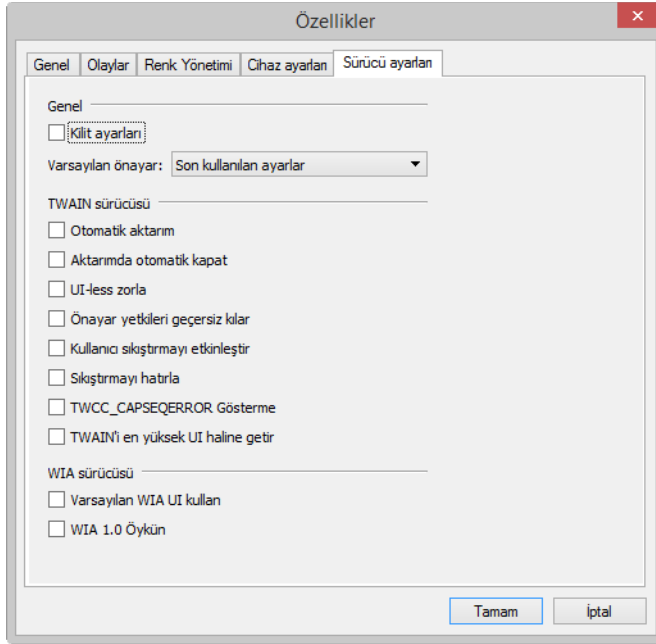 Özellikler
Genel Olaylar Renk Yönetimi Cihaz ayarları Sürücü ayarları
Genel
Kilit ayarları
Varsayılan önayar: Son kullanılan ayarlar
TWAIN sürücüsü
Otomatik aktarım
Aktarımda otomatik kapat
UI-less zorla
Önayar yetkileri geçersiz kılar
Kullanıcı sıkıştırmayı etkinleştir
Sıkıştırmayı hatırla
TWCC_CAPSEQERROR Gösterme
TWAIN'i en yüksek UI haline getir
WIA sürücüsü
Varsayılan WIA UI kullan
WIA 1.0 Öykün
Tamam İptal